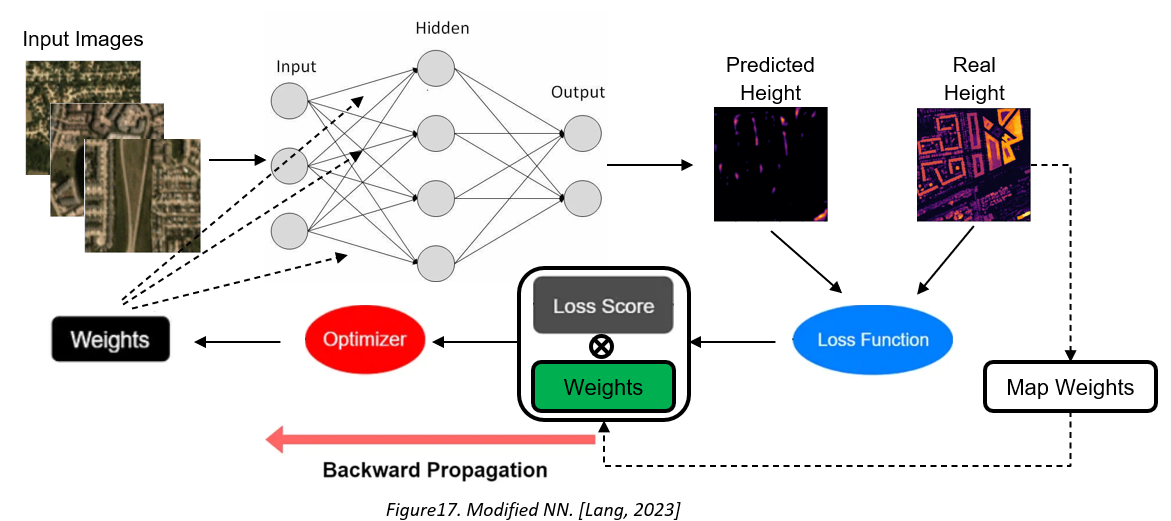 Input Images
Input
Hidden
Output
Predicted
Height
Real
Height
Weights
Optimizer
Loss Score
Weights
Loss Function
Map Weights
Backward Propagation
Figure17. Modified NN. [Lang, 2023]